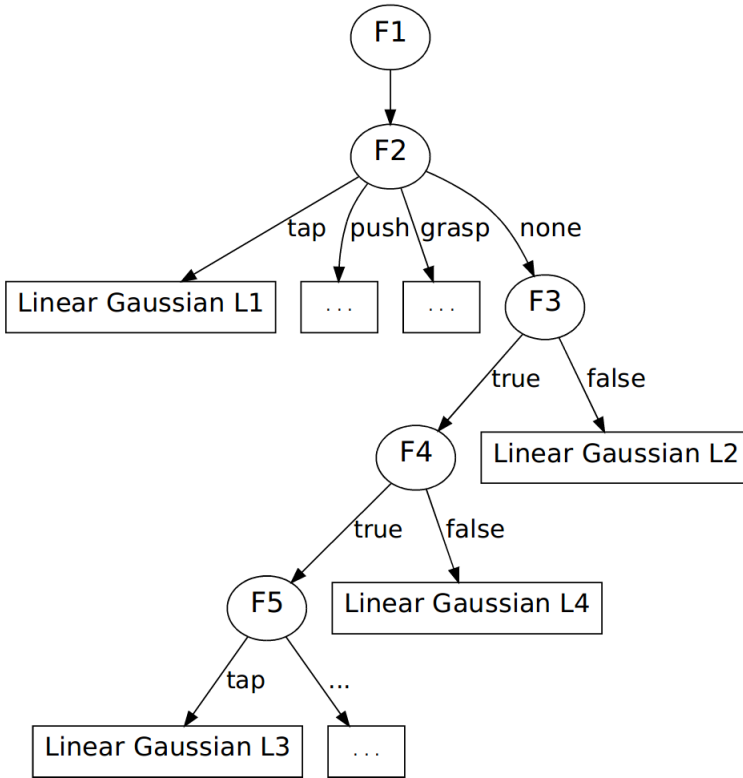 F1
F2
tap
push
grasp
none
Linear Gaussian L1
...
...
F3
true
false
F4
Linear Gaussian L2
true
false
F5
Linear Gaussian L4
tap
...
Linear Gaussian L3
...